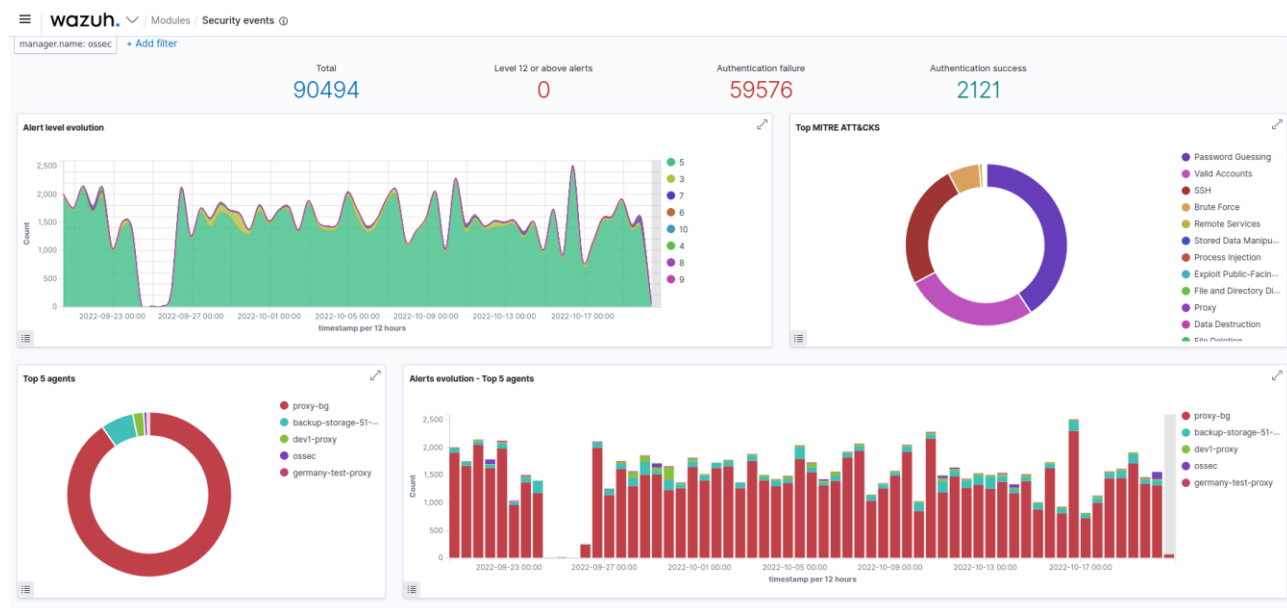 wazuh. / Modules / Security events
manager.name: ossec + Add filter
Total
90494
Level 12 or above alerts
0
Authentication failure
59576
Authentication success
2121
Alert level evolution
Count
2,500
2,000
1,500
1,000
500
0
2022-09-23 00:00 2022-09-27 00:00 2022-10-01 00:00 2022-10-05 00:00 2022-10-09 00:00 2022-10-13 00:00 2022-10-17 00:00
timestamp per 12 hours
5
3
7
6
10
4
8
9
Top MITRE ATT&CKS
Password Guessing
Valid Accounts
SSH
Brute Force
Remote Services
Stored Data Manipu...
Process Injection
Exploit Public-Facin...
File and Directory Di...
Proxy
Data Destruction
File Deletion
Top 5 agents
proxy-bg
backup-storage-51-...
dev1-proxy
ossec
germany-test-proxy
Alerts evolution - Top 5 agents
Count
2,500
2,000
1,500
1,000
500
0
2022-09-23 00:00 2022-09-27 00:00 2022-10-01 00:00 2022-10-05 00:00 2022-10-09 00:00 2022-10-13 00:00 2022-10-17 00:00
timestamp per 12 hours
proxy-bg
backup-storage-51-...
dev1-proxy
ossec
germany-test-proxy